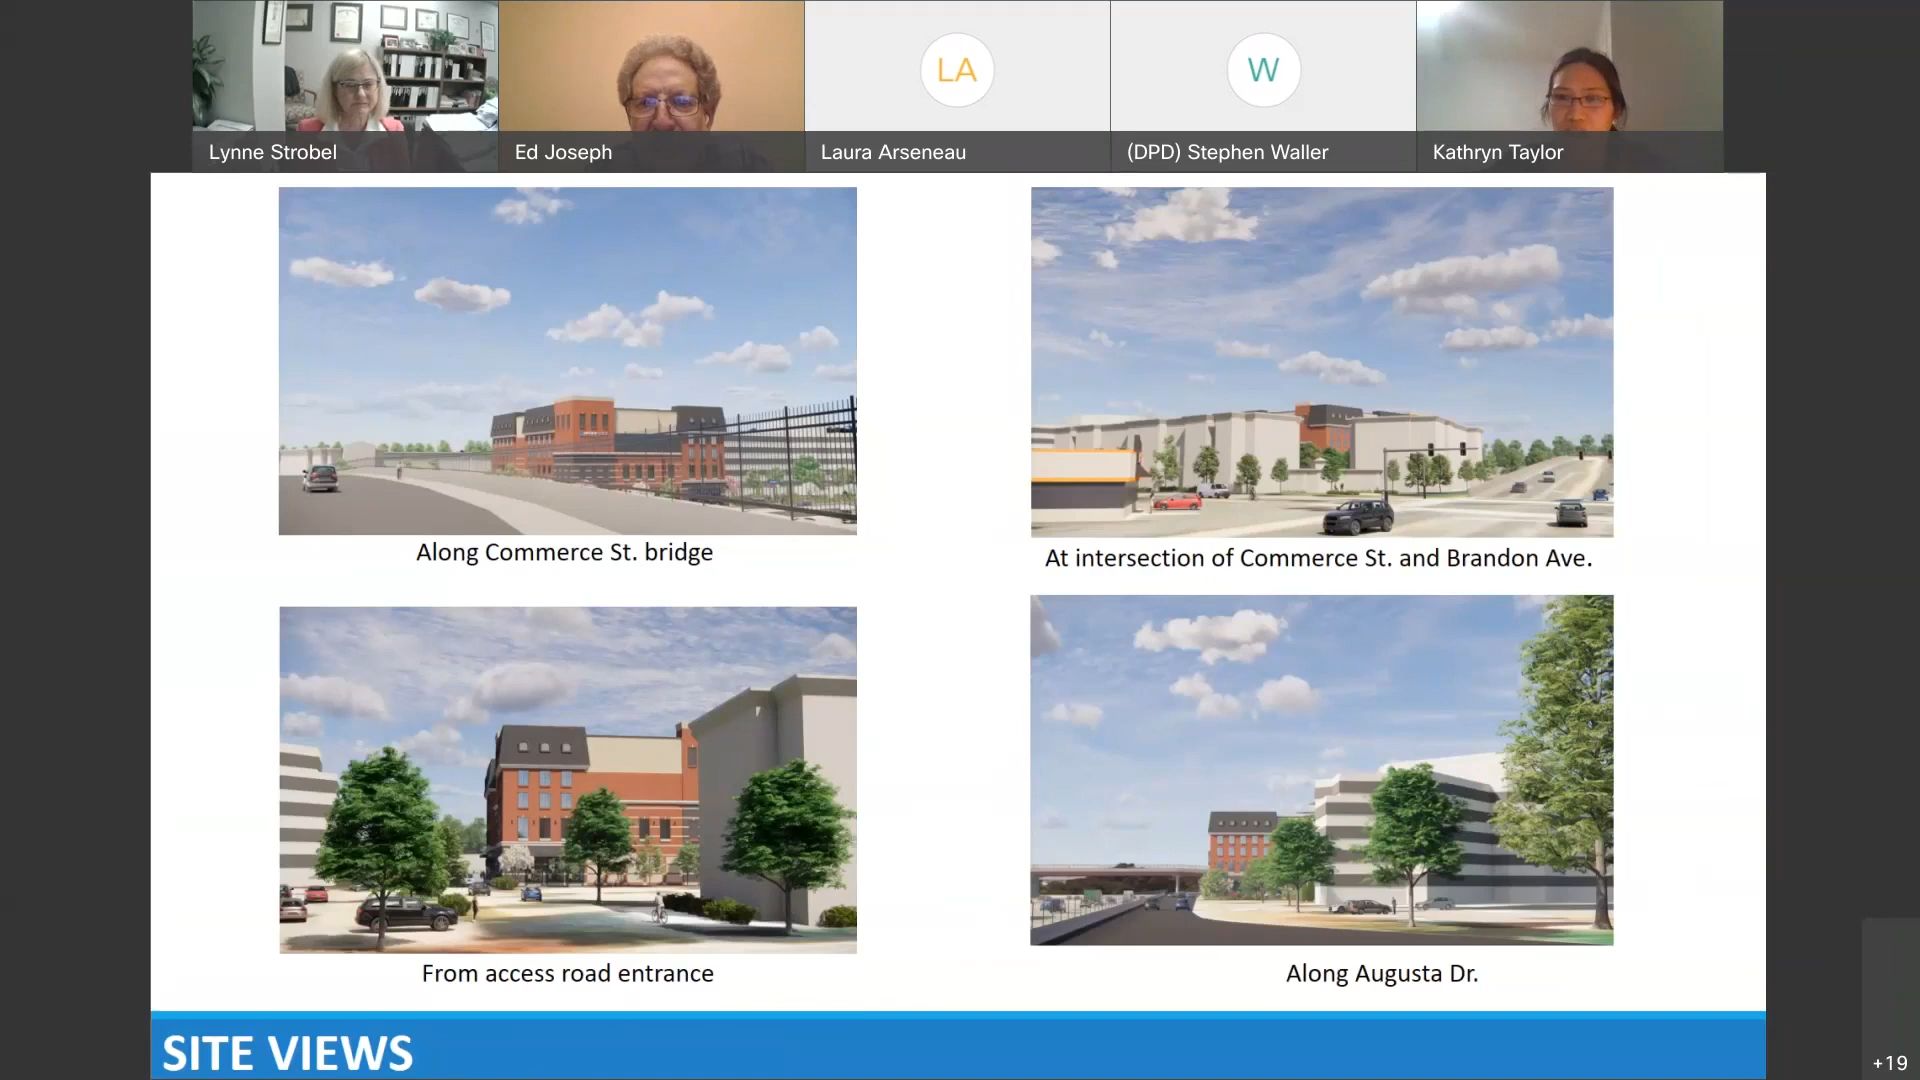 LA
W
Lynne Strobel
Ed Joseph
Laura Arseneau
(DPD) Stephen Waller
Kathryn Taylor
Along Commerce St. bridge
At intersection of Commerce St. and Brandon Ave.
From access road entrance
Along Augusta Dr.
SITE VIEWS
+19